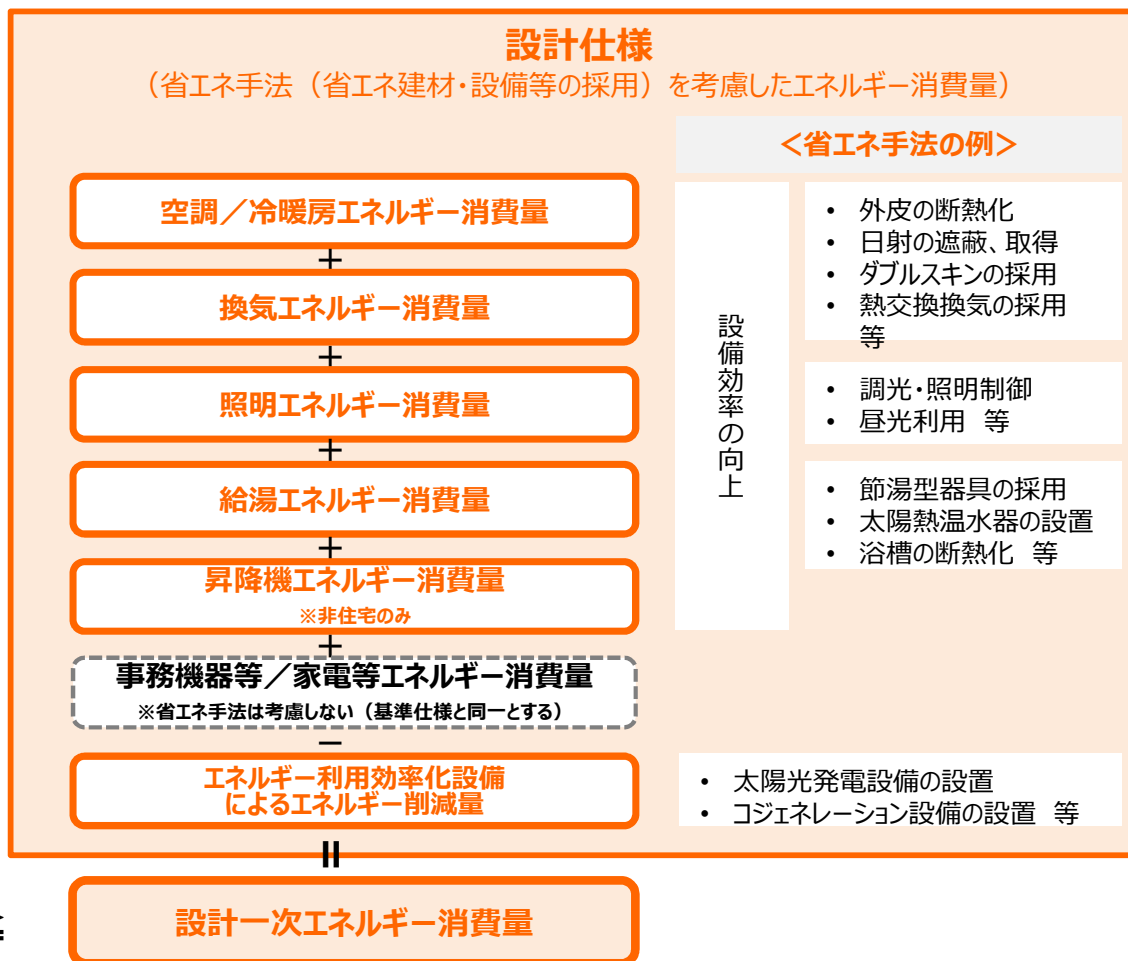 設計仕様
（省エネ手法（省エネ建材・設備等の採用）を考慮したエネルギー消費量）
＜省エネ手法の例＞
空調／冷暖房エネルギー消費量
＋
換気エネルギー消費量
＋
照明エネルギー消費量
＋
給湯エネルギー消費量
＋
昇降機エネルギー消費量
※非住宅のみ
＋
事務機器等／家電等エネルギー消費量
※省エネ手法は考慮しない（基準仕様と同一とする）
－
エネルギー利用効率化設備
によるエネルギー削減量
設備効率の向上
• 外皮の断熱化
• 日射の遮蔽、取得
• ダブルスキンの採用
• 熱交換換気の採用
等
• 調光・照明制御
• 昼光利用 等
• 節湯型器具の採用
• 太陽熱温水器の設置
• 浴槽の断熱化 等
• 太陽光発電設備の設置
• コジェネレーション設備の設置 等
＝
設計一次エネルギー消費量